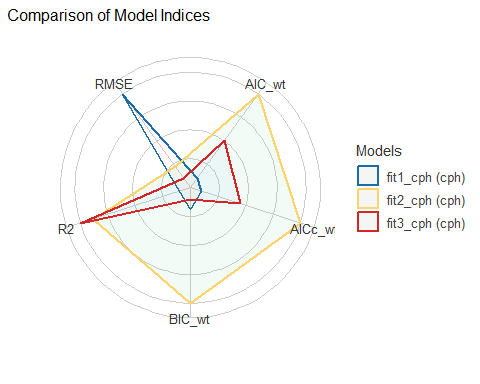 Comparison of Model Indices
RMSE
AIC_wt
Models
fit1_cph (cph)
fit2_cph (cph)
fit3_cph (cph)
R2
AICc_w
BIC_wt